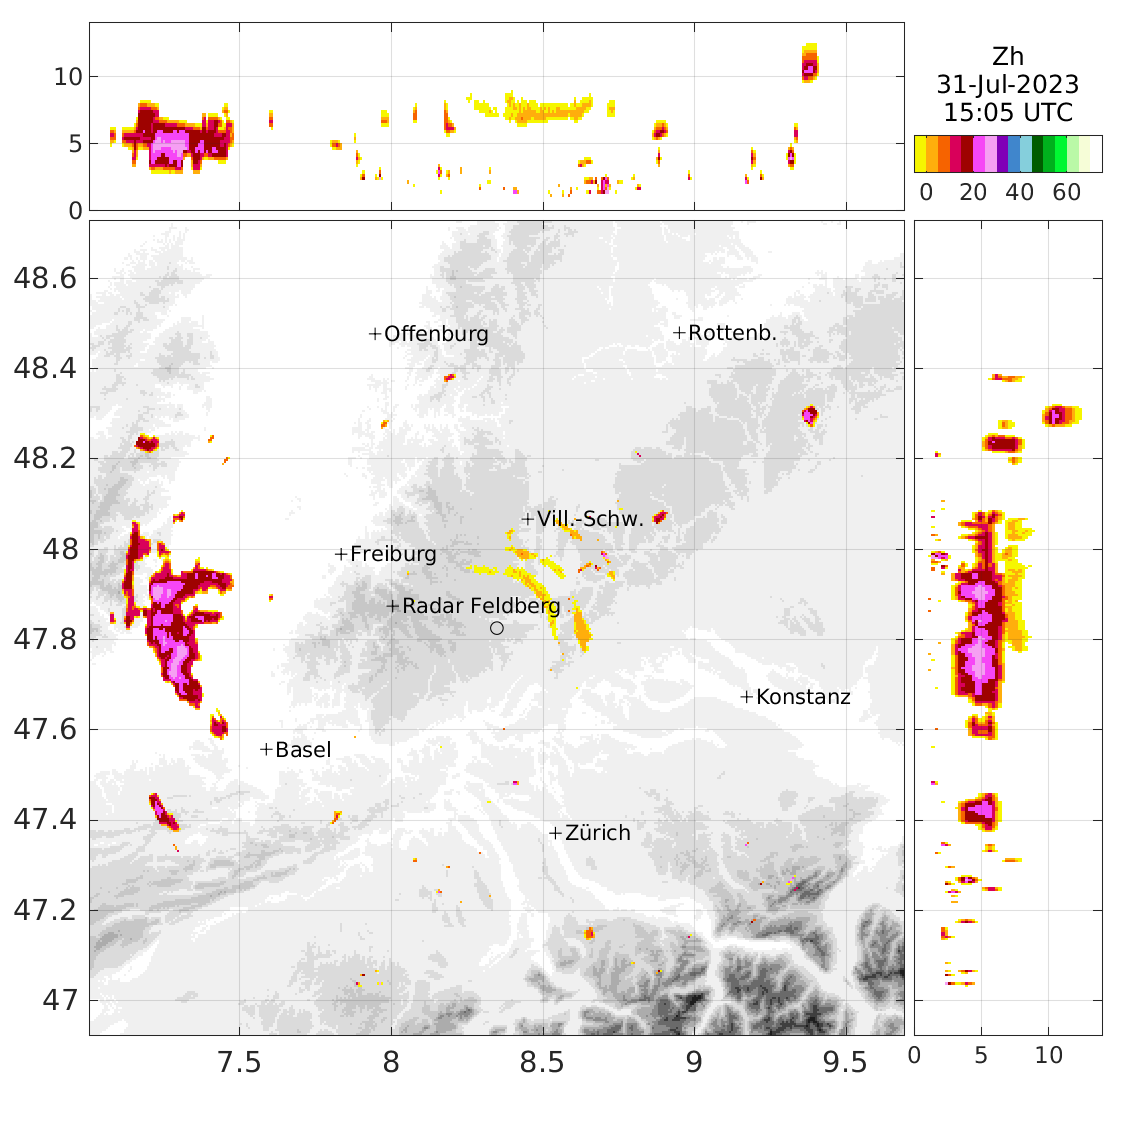 Zh
31-Jul-2023
15:05 UTC
0 20 40 60
10
5
0
48.6
48.4
48.2
48
47.8
47.6
47.4
47.2
47
+Offenburg
+Rottenb.
+Vill.-Schw.
+Freiburg
+Radar Feldberg
+Konstanz
+Basel
+Zürich
7.5 8 8.5 9 9.5
0 5 10